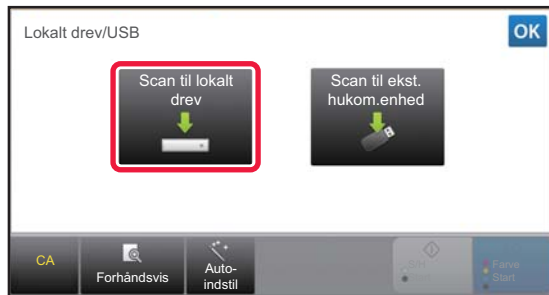 Lokalt drev/USB
OK
Scan til lokalt
drev
Scan til ekst.
hukom.enhed
CA
Forhåndsvis
Auto-
indstil
Farve
Start